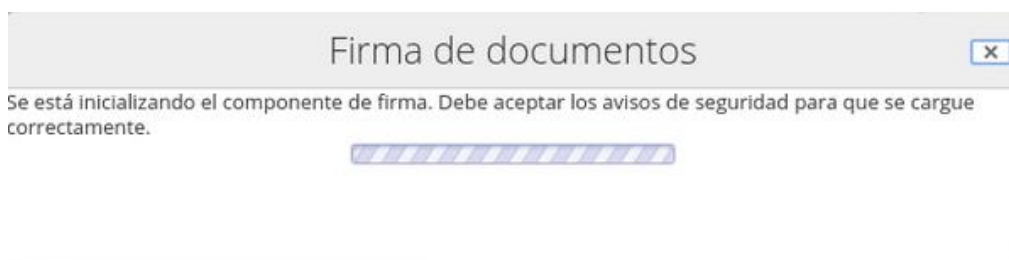 Firma de documentos
Se está inicializando el componente de firma. Debe aceptar los avisos de seguridad para que se cargue
correctamente.